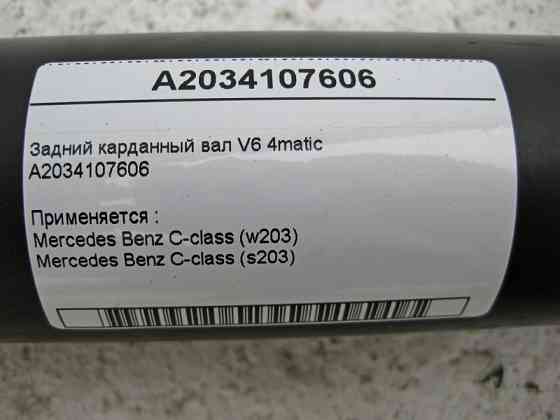 A2034107606
Задний карданный вал V6 4matic
A2034107606
Применяется :
Mercedes Benz C-class (w203)
Mercedes Benz C-class (s203)